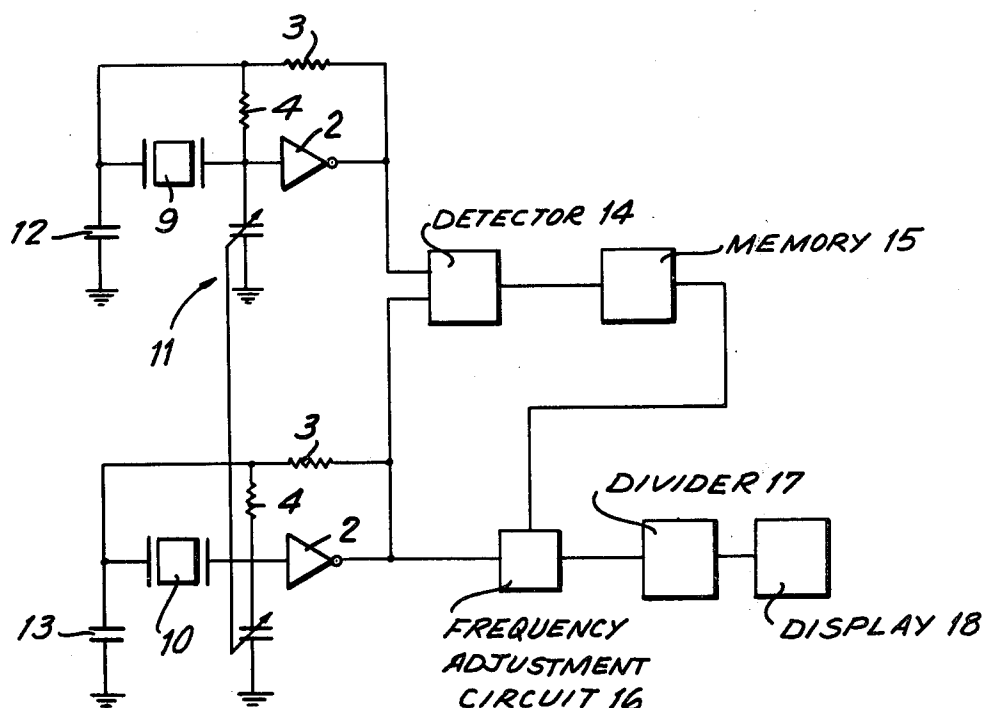 3
4
2
9
12
11
DETECTOR 14
MEMORY 15
3
4
2
10
13
DIVIDER 17
FREQUENCY
ADJUSTMENT
CIRCUIT 16
DISPLAY 18